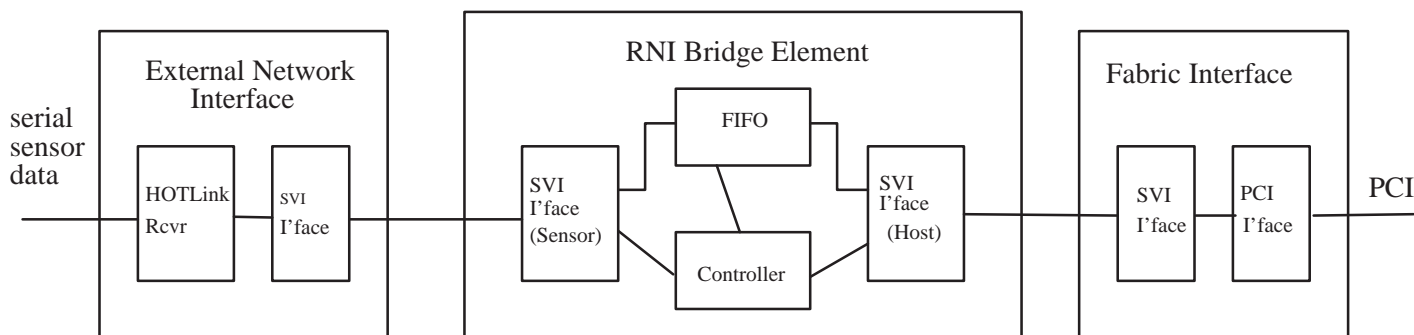 serial
sensor
data
External Network
Interface
HOTLink
Rcvr
SVI
I'face
RNI Bridge Element
SVI
I'face
(Sensor)
FIFO
Controller
SVI
I'face
(Host)
Fabric Interface
SVI
I'face
PCI
I'face
PCI